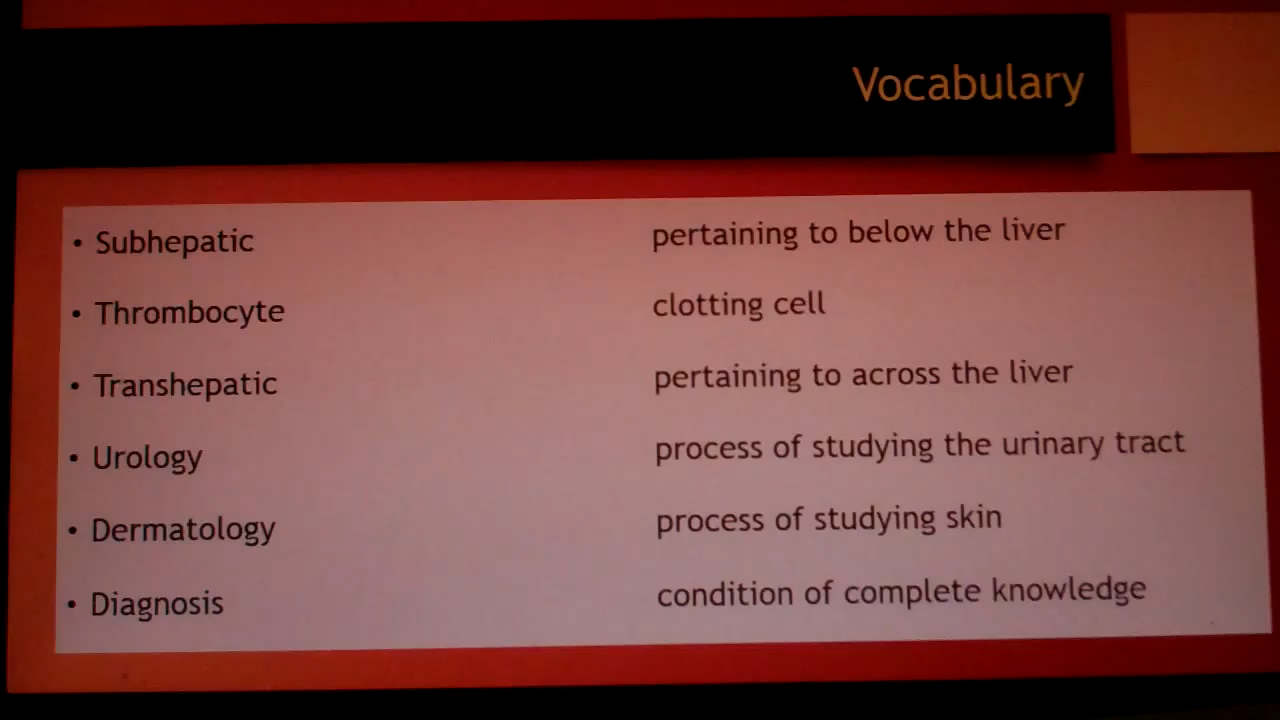 Vocabulary
• Subhepatic pertaining to below the liver
• Thrombocyte clotting cell
• Transhepatic pertaining to across the liver
• Urology process of studying the urinary tract
• Dermatology process of studying skin
• Diagnosis condition of complete knowledge